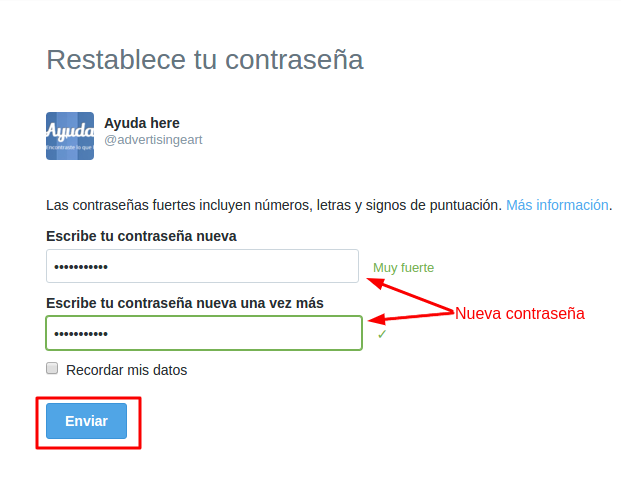 Restablece tu contraseña
Ayuda
Encontraste lo que
Ayuda here
@advertisingeart
Las contraseñas fuertes incluyen números, letras y signos de puntuación. Más información.
Escribe tu contraseña nueva
•••••••••••
Muy fuerte
Escribe tu contraseña nueva una vez más
•••••••••••
✓
Nueva contraseña
Recordar mis datos
Enviar